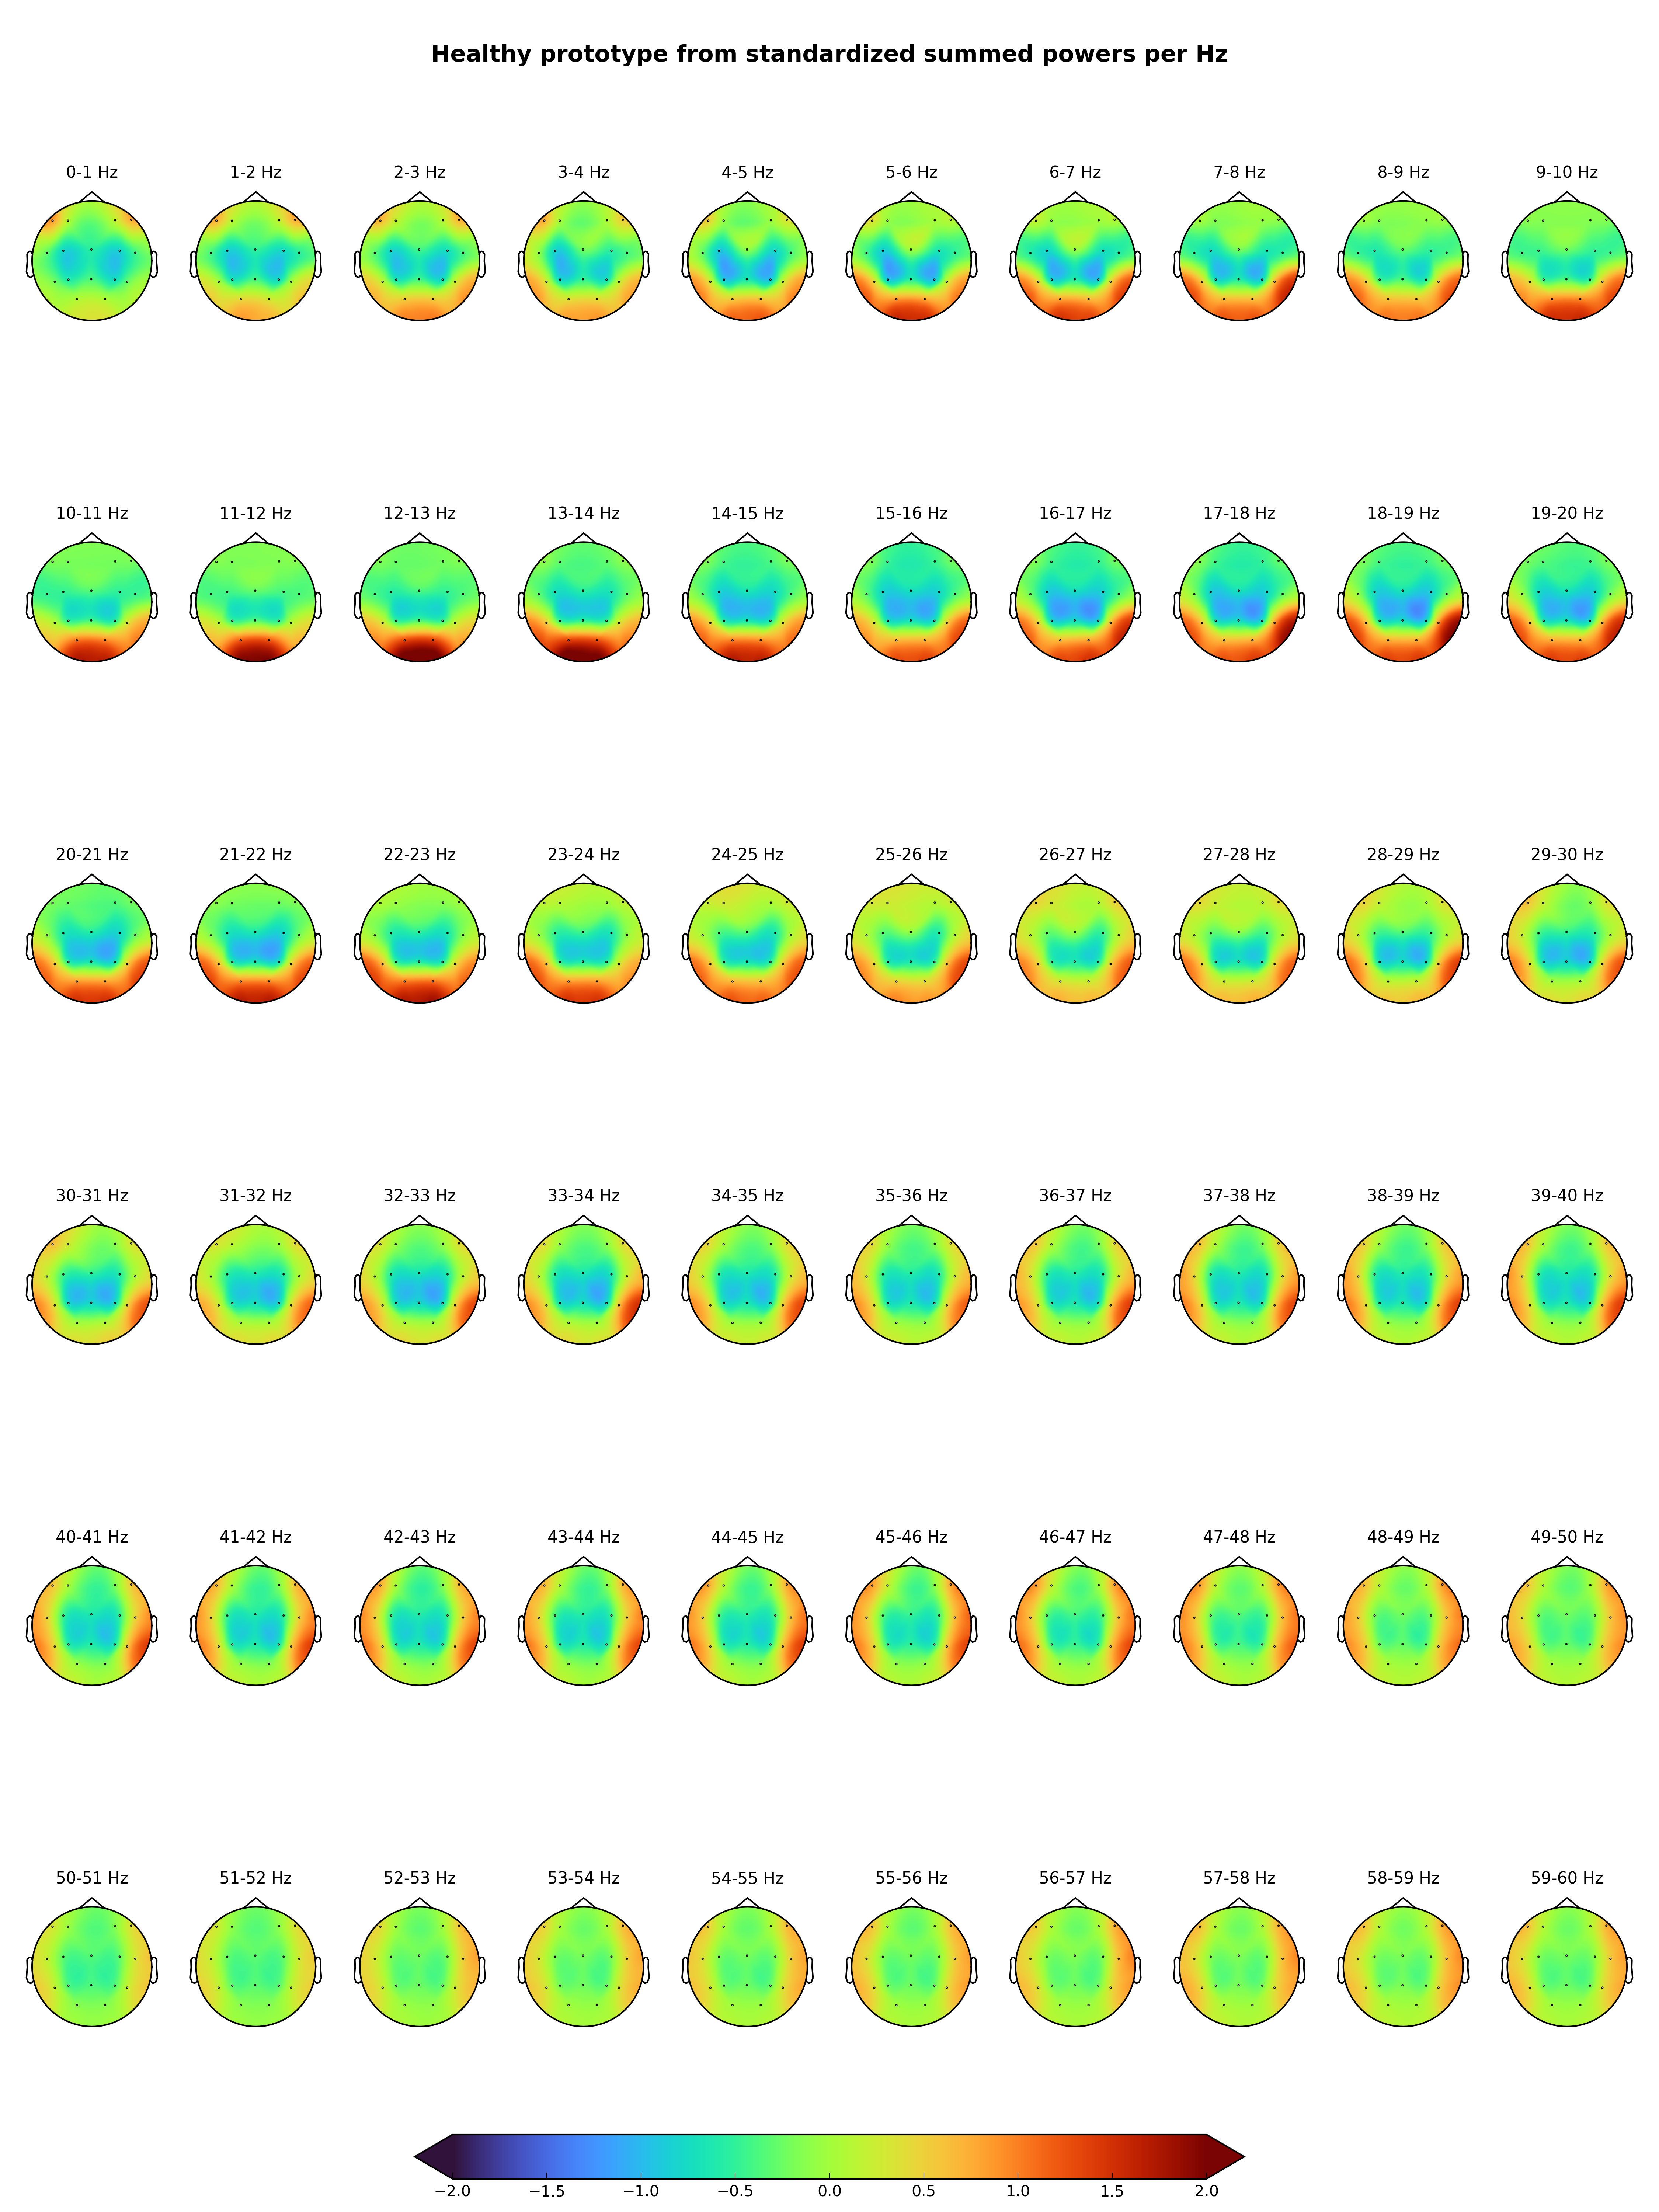 Healthy prototype from standardized summed powers per Hz
0-1 Hz 1-2 Hz 2-3 Hz 3-4 Hz 4-5 Hz 5-6 Hz 6-7 Hz 7-8 Hz 8-9 Hz 9-10 Hz
10-11 Hz 11-12 Hz 12-13 Hz 13-14 Hz 14-15 Hz 15-16 Hz 16-17 Hz 17-18 Hz 18-19 Hz 19-20 Hz
20-21 Hz 21-22 Hz 22-23 Hz 23-24 Hz 24-25 Hz 25-26 Hz 26-27 Hz 27-28 Hz 28-29 Hz 29-30 Hz
30-31 Hz 31-32 Hz 32-33 Hz 33-34 Hz 34-35 Hz 35-36 Hz 36-37 Hz 37-38 Hz 38-39 Hz 39-40 Hz
40-41 Hz 41-42 Hz 42-43 Hz 43-44 Hz 44-45 Hz 45-46 Hz 46-47 Hz 47-48 Hz 48-49 Hz 49-50 Hz
50-51 Hz 51-52 Hz 52-53 Hz 53-54 Hz 54-55 Hz 55-56 Hz 56-57 Hz 57-58 Hz 58-59 Hz 59-60 Hz
−2.0 −1.5 −1.0 −0.5 0.0 0.5 1.0 1.5 2.0